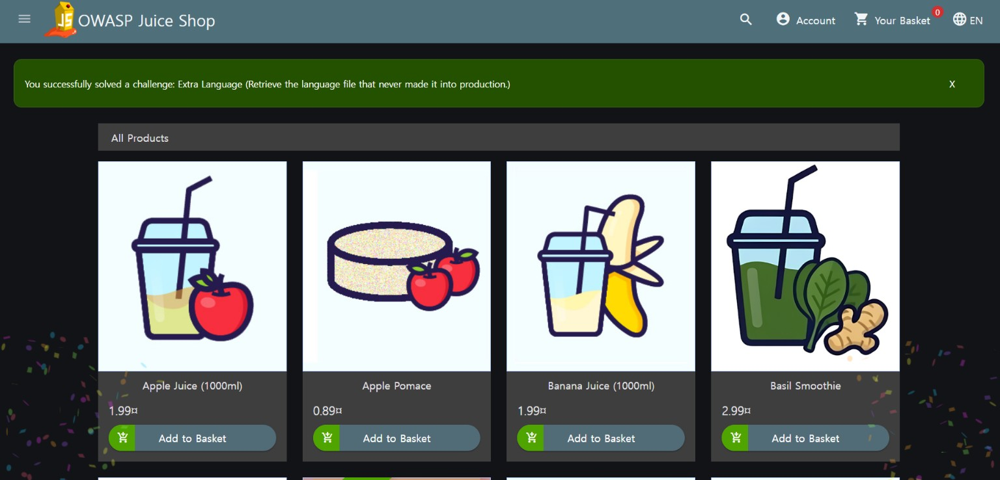 JS OWASP Juice Shop
Account
Your Basket 0
EN
You successfully solved a challenge: Extra Language (Retrieve the language file that never made it into production.) X
All Products
Apple Juice (1000ml)
1.99¤
Add to Basket
Apple Pomace
0.89¤
Add to Basket
Banana Juice (1000ml)
1.99¤
Add to Basket
Basil Smoothie
2.99¤
Add to Basket